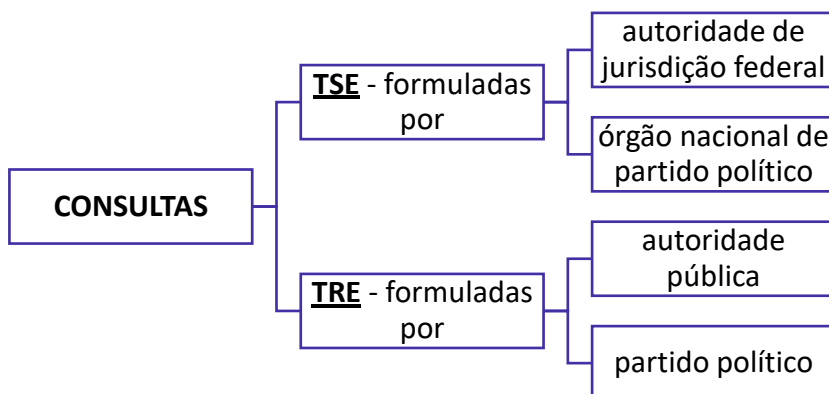 CONSULTAS
TSE - formuladas
por
autoridade de
jurisdição federal
órgão nacional de
partido político
TRE - formuladas
por
autoridade
pública
partido político